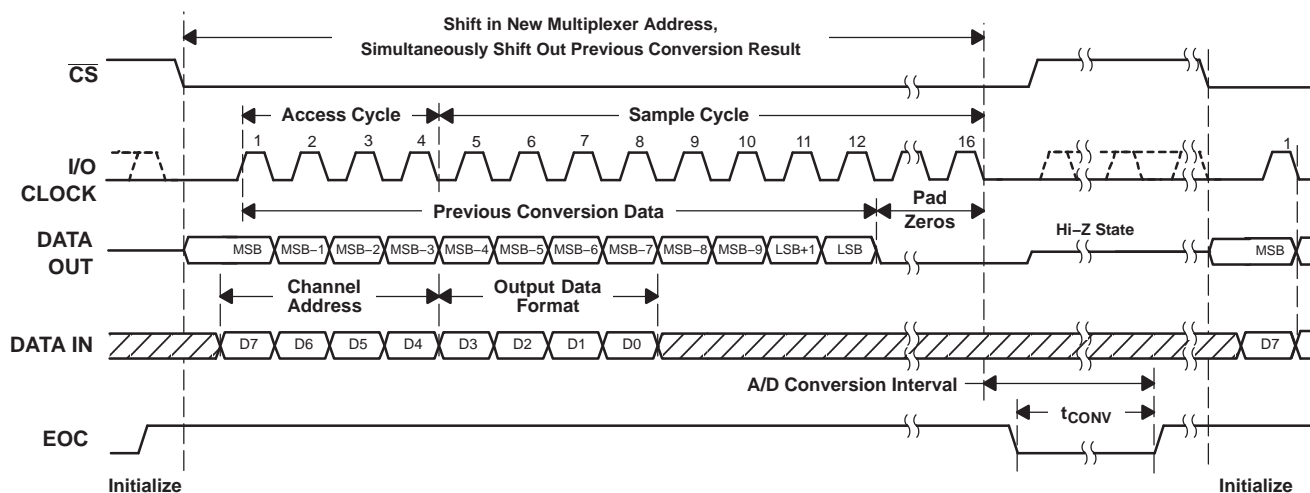 Shift in New Multiplexer Address,
Simultaneously Shift Out Previous Conversion Result
CS
Access Cycle
Sample Cycle
1 2 3 4 5 6 7 8 9 10 11 12 16 1
I/O
CLOCK
Previous Conversion Data
Pad
Zeros
DATA
OUT
MSB MSB–1 MSB–2 MSB–3 MSB–4 MSB–5 MSB–6 MSB–7 MSB–8 MSB–9 LSB+1 LSB
Hi–Z State
MSB
Channel
Address
Output Data
Format
DATA IN
D7 D6 D5 D4 D3 D2 D1 D0 D7
A/D Conversion Interval
tCONV
EOC
Initialize
Initialize